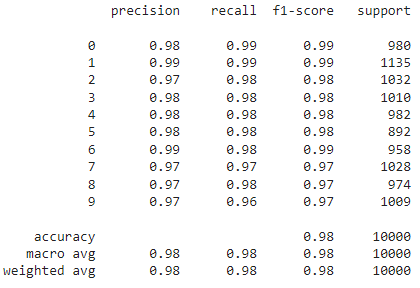 precision recall f1-score support
0 0.98 0.99 0.99 980
1 0.99 0.99 0.99 1135
2 0.97 0.98 0.98 1032
3 0.98 0.98 0.98 1010
4 0.98 0.98 0.98 982
5 0.98 0.98 0.98 892
6 0.99 0.98 0.98 958
7 0.97 0.97 0.97 1028
8 0.97 0.98 0.97 974
9 0.97 0.96 0.97 1009
accuracy 0.98 10000
macro avg 0.98 0.98 0.98 10000
weighted avg 0.98 0.98 0.98 10000